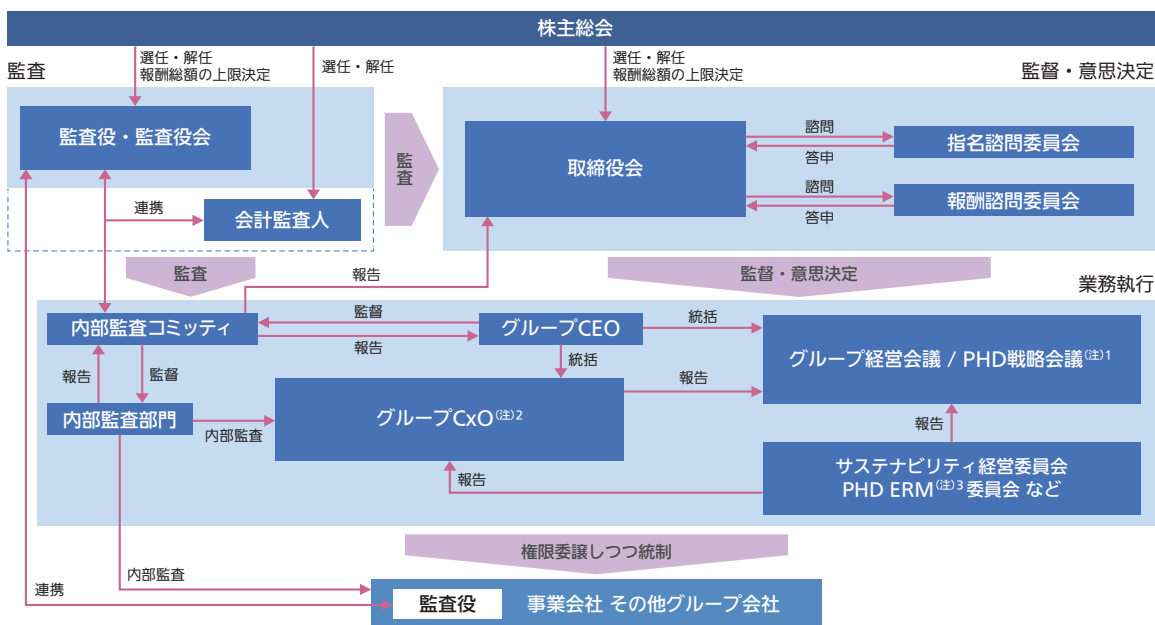 株主総会
監査
選任・解任
報酬総額の上限決定
選任・解任
選任・解任
報酬総額の上限決定
監督・意思決定
監査役・監査役会
監査
取締役会
諮問
答申
指名諮問委員会
諮問
答申
報酬諮問委員会
連携
会計監査人
監査
報告
監督・意思決定
業務執行
内部監査コミッティ
監督
報告
グループCEO
統括
統括
グループ経営会議 / PHD戦略会議(注)1
報告
監督
内部監査部門
内部監査
グループCxO(注)2
報告
報告
サステナビリティ経営委員会
PHD ERM(注)3 委員会 など
報告
権限委譲しつつ統制
内部監査
連携
監査役
事業会社 その他グループ会社